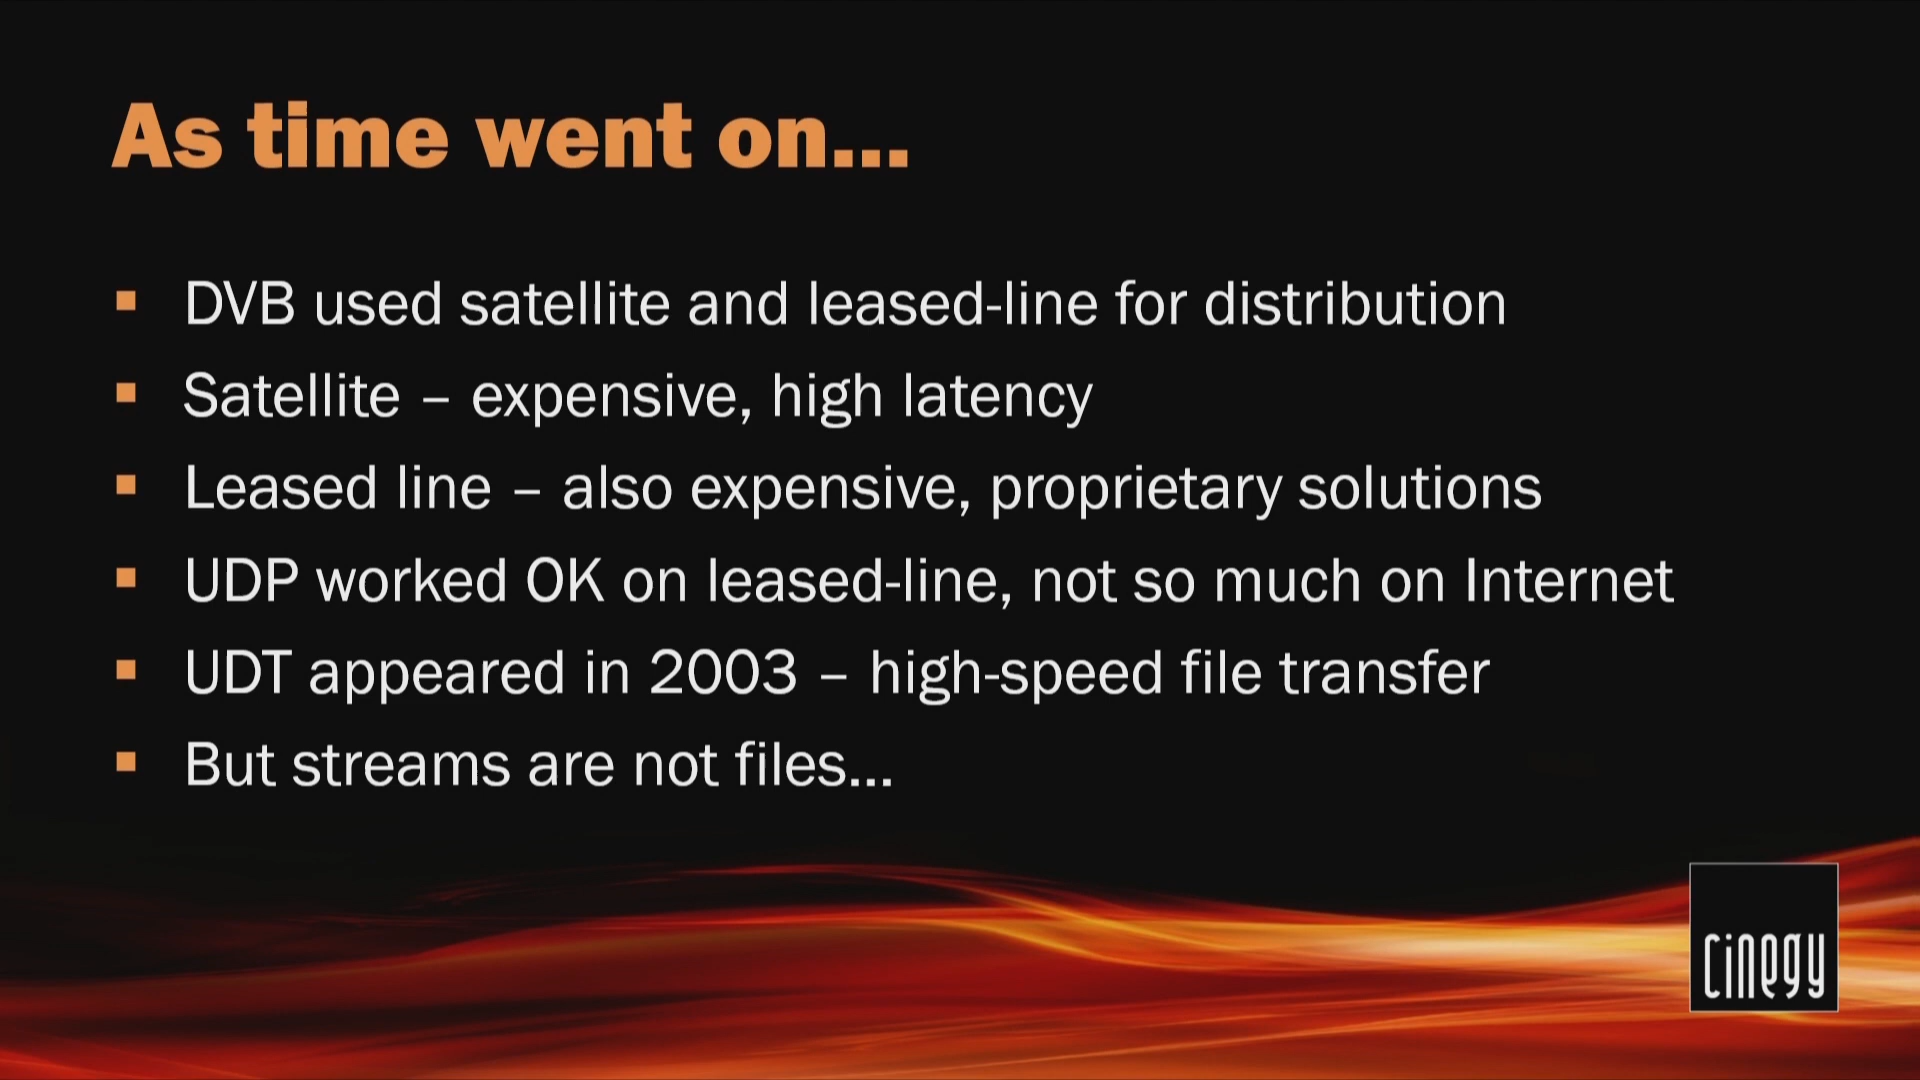 As time went on...
DVB used satellite and leased-line for distribution
Satellite – expensive, high latency
Leased line – also expensive, proprietary solutions
UDP worked OK on leased-line, not so much on Internet
UDT appeared in 2003 – high-speed file transfer
But streams are not files...
cinegy